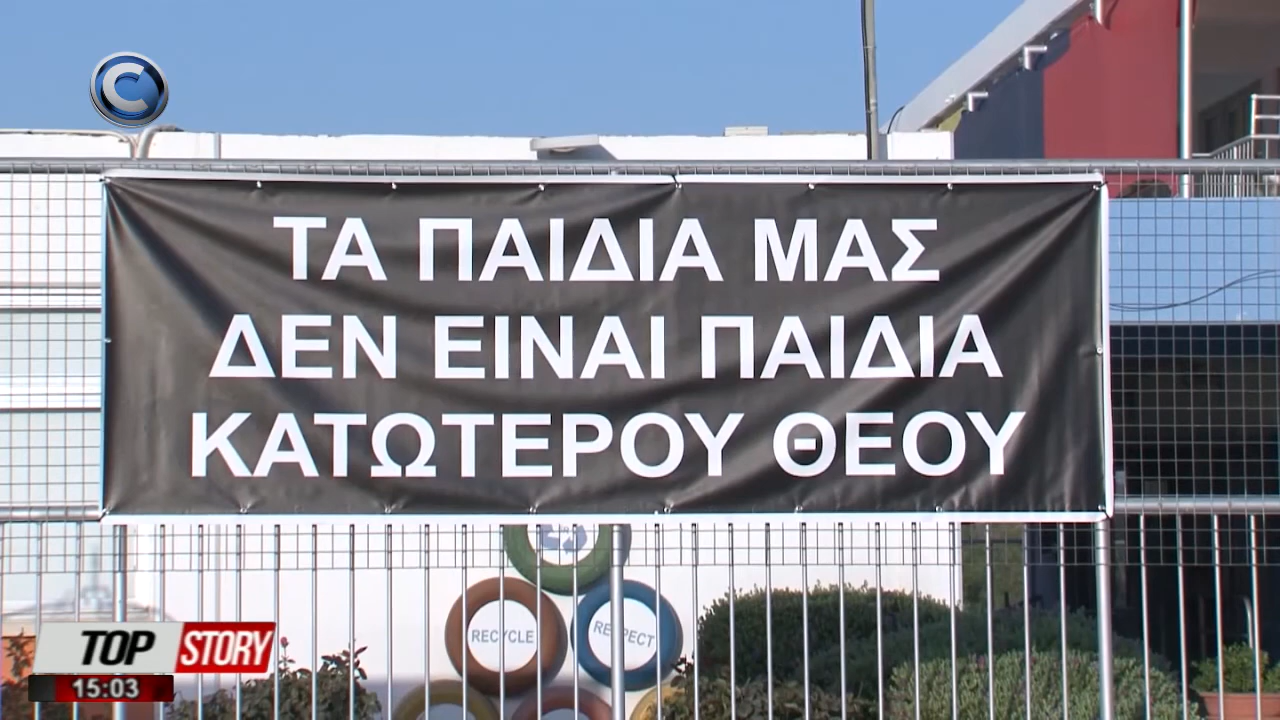 C
ΤΑ ΠΑΙΔΙΑ ΜΑΣ
ΔΕΝ ΕΙΝΑΙ ΠΑΙΔΙΑ
ΚΑΤΩΤΕΡΟΥ ΘΕΟΥ
RECYCLE
RESPECT
TOP STORY
15:03